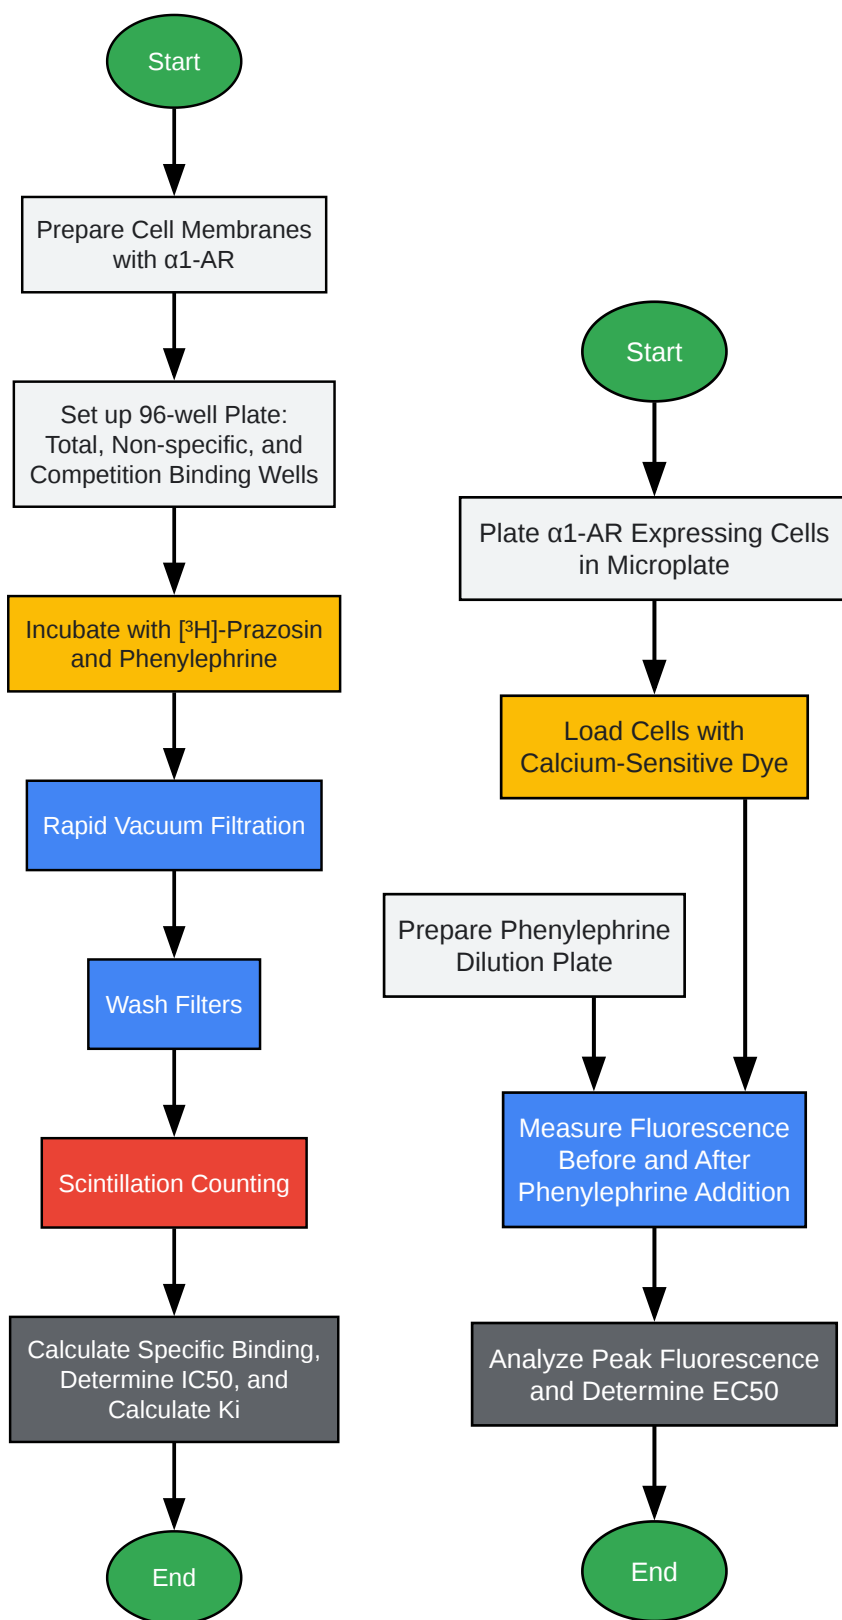 Start
Prepare Cell Membranes
with α1-AR
Set up 96-well Plate:
Total, Non-specific, and
Competition Binding Wells
Incubate with [³H]-Prazosin
and Phenylephrine
Rapid Vacuum Filtration
Wash Filters
Scintillation Counting
Calculate Specific Binding,
Determine IC50, and
Calculate Ki
End
Start
Plate α1-AR Expressing Cells
in Microplate
Load Cells with
Calcium-Sensitive Dye
Prepare Phenylephrine
Dilution Plate
Measure Fluorescence
Before and After
Phenylephrine Addition
Analyze Peak Fluorescence
and Determine EC50
End